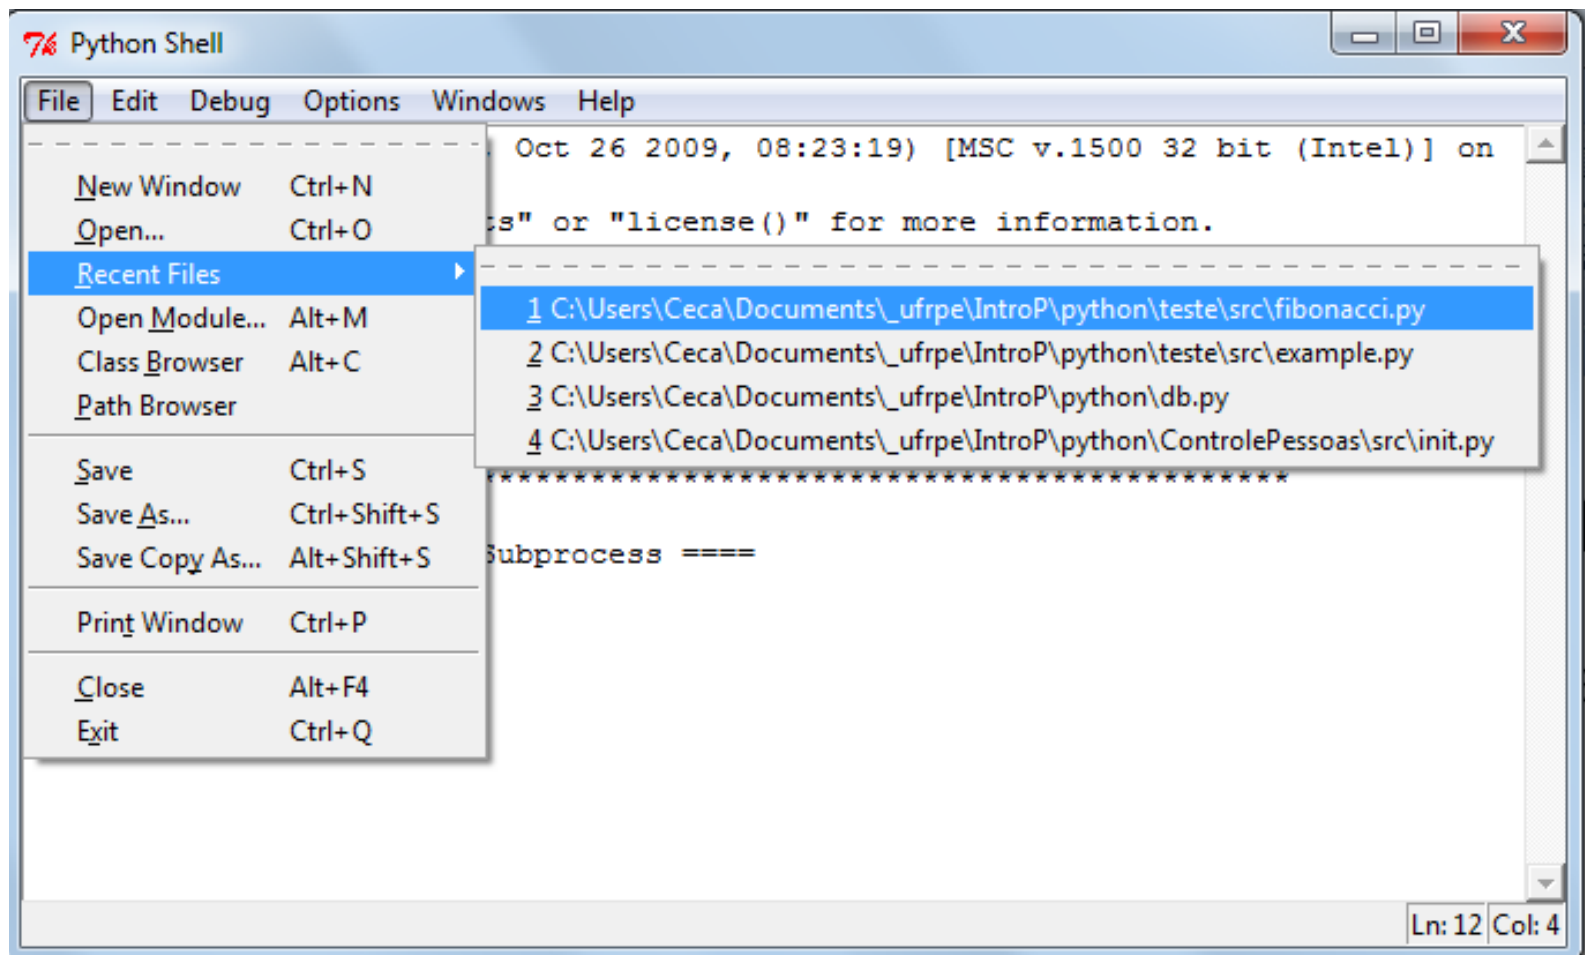 Python Shell
File Edit Debug Options Windows Help
Oct 26 2009, 08:23:19) [MSC v.1500 32 bit (Intel)] on
New Window Ctrl+N
s" or "license()" for more information.
Open... Ctrl+O
Recent Files
1 C:\Users\Ceca\Documents\_ufrpe\IntroP\python\teste\src\fibonacci.py
Open Module... Alt+M
2 C:\Users\Ceca\Documents\_ufrpe\IntroP\python\teste\src\example.py
Class Browser Alt+C
3 C:\Users\Ceca\Documents\_ufrpe\IntroP\python\db.py
Path Browser
4 C:\Users\Ceca\Documents\_ufrpe\IntroP\python\ControlePessoas\src\init.py
Save Ctrl+S
Save As... Ctrl+Shift+S
Save Copy As... Alt+Shift+S
Subprocess ====
Print Window Ctrl+P
Close Alt+F4
Exit Ctrl+Q
Ln: 12 Col: 4